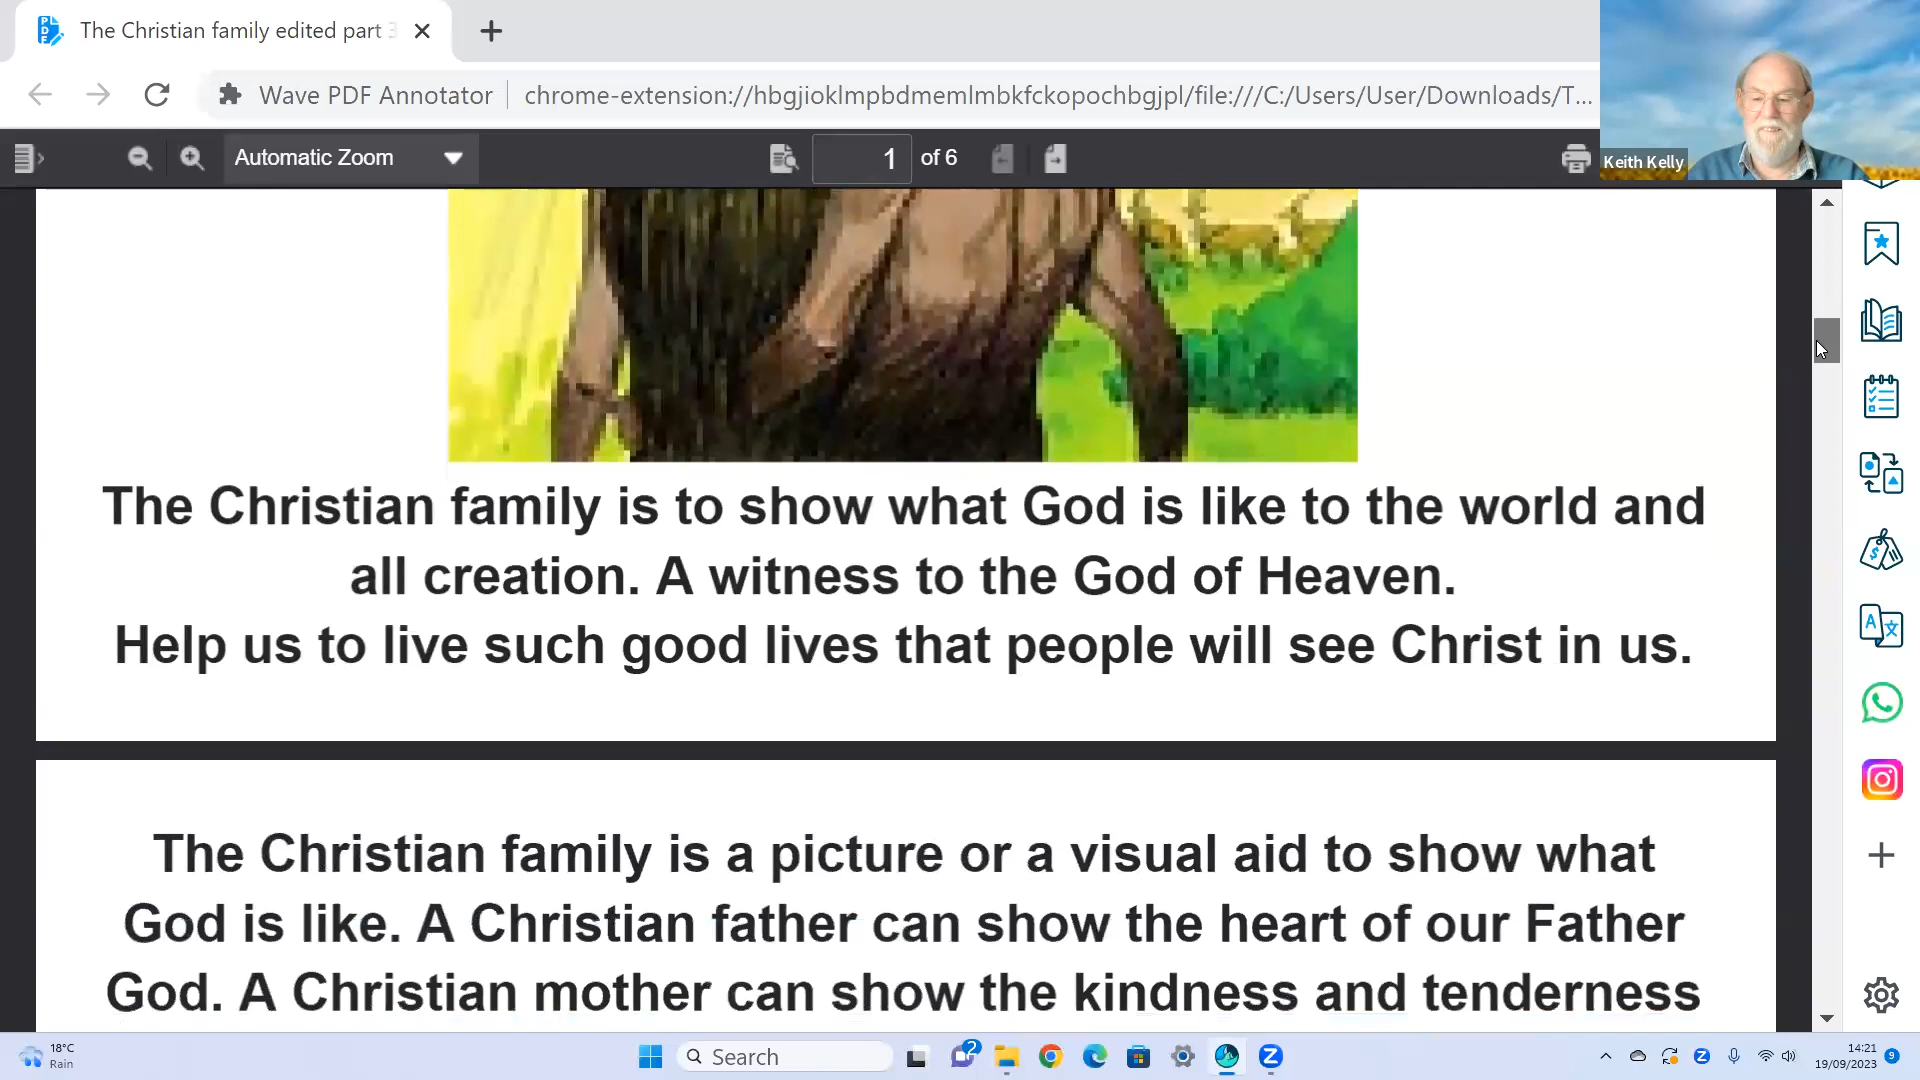 The Christian family edited part 3
Wave PDF Annotator
chrome-extension://hbgjioklmpbdmemlmbkfckopochbgjpl/file:///C:/Users/User/Downloads/T...
Automatic Zoom
1 of 6
Keith Kelly
The Christian family is to show what God is like to the world and
all creation. A witness to the God of Heaven.
Help us to live such good lives that people will see Christ in us.
The Christian family is a picture or a visual aid to show what
God is like. A Christian father can show the heart of our Father
God. A Christian mother can show the kindness and tenderness
18°C
Rain
Search
2
14:21
19/09/2023
9